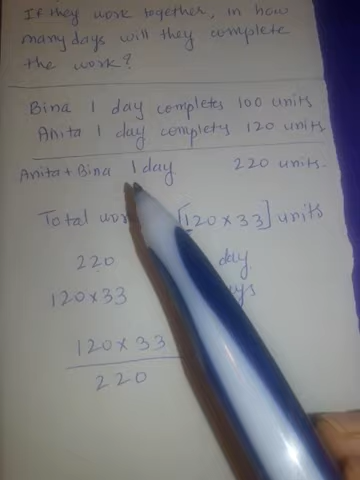 If they work together, in how
many days will they complete
the work?
Bina 1 day completes 100 units
Anita 1 day completes 120 units
Anita + Bina 1 day 220 units.
Total [120 x 33] units
220 day
120x33
120 x 33
220